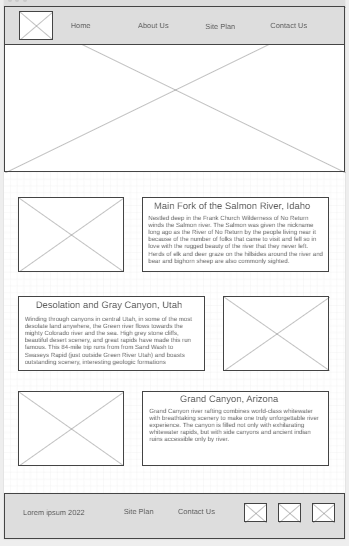 Home About Us Site Plan Contact Us
Main Fork of the Salmon River, Idaho
Nestled deep in the Frank Church Wilderness of No Return
winds the Salmon river. The Salmon was given the nickname
long ago as the River of No Return by the people living near it
because of the number of folks that came to visit and fell so in
love with the rugged beauty of the river that they never left.
Herds of elk and deer graze on the hillsides around the river and
bear and bighorn sheep are also commonly sighted.
Desolation and Gray Canyon, Utah
Winding through canyons in central Utah, in some of the most
desolate land anywhere, the Green river flows towards the
mighty Colorado river and the sea. High grey stone cliffs,
beautiful desert scenery, and great rapids have made this ran
famous. This 84-mile trip runs from from Sand Wash to
Swaseys Rapid (just outside Green River Utah) and boasts
outstanding scenery, interesting geologic formations
Grand Canyon, Arizona
Grand Canyon river rafting combines world-class whitewater
with breathtaking scenery to make one truly unforgettable river
experience. The canyon is filled not only with exhilarating
whitewater rapids, but with side canyons and ancient indian
ruins accessible only by river.
Lorem ipsum 2022 Site Plan Contact Us